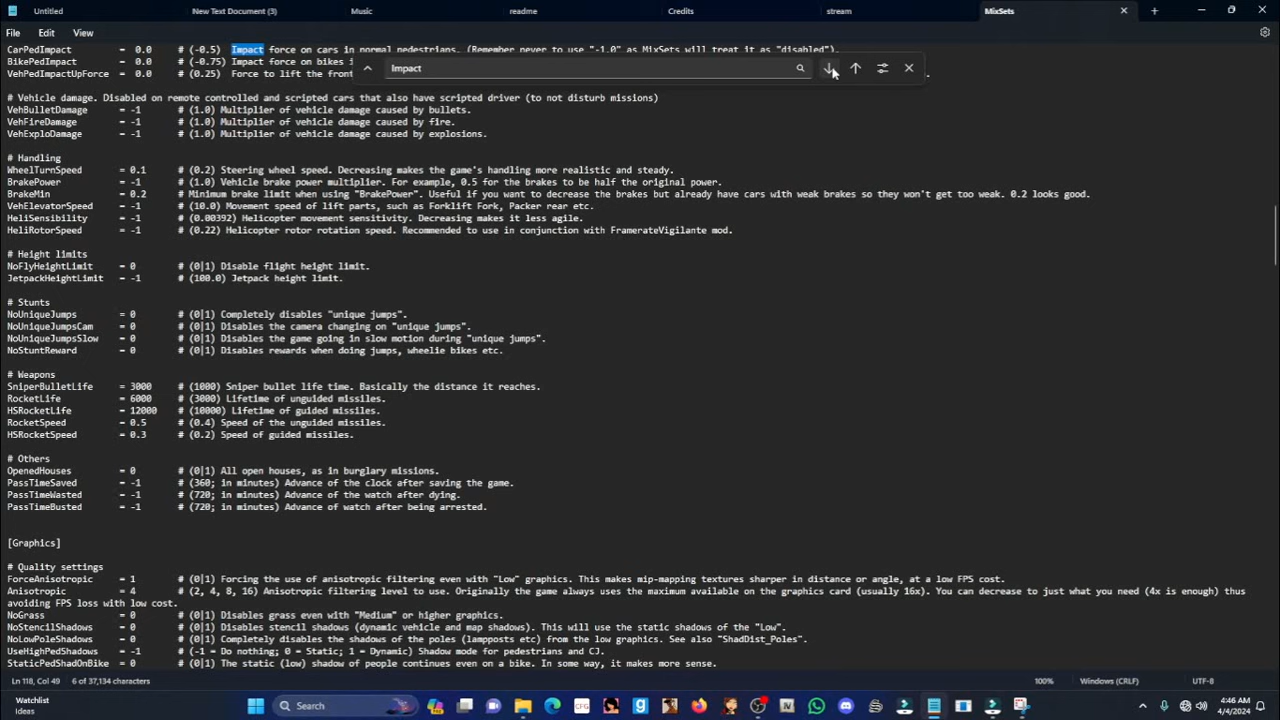 Untitled New Text Document (3) Music readme Credits stream MixSets
File Edit View
CarPedImpact = 0.0 # (-0.5) Impact force on cars in normal pedestrians. (Remember never to use "-1.0" as MixSets will treat it as "disabled").
BikePedImpact = 0.0 # (-0.75) Impact force on bikes i
Impact
VehPedImpactUpForce = 0.0 # (0.25) Force to lift the front
# Vehicle damage. Disabled on remote controlled and scripted cars that also have scripted driver (to not disturb missions)
VehBulletDamage = -1 # (1.0) Multiplier of vehicle damage caused by bullets.
VehFireDamage = -1 # (1.0) Multiplier of vehicle damage caused by fire.
VehExploDamage = -1 # (1.0) Multiplier of vehicle damage caused by explosions.
# Handling
WheelTurnSpeed = 0.1 # (0.2) Steering wheel speed. Decreasing makes the game's handling more realistic and steady.
BrakePower = -1 # (1.0) Vehicle brake power multiplier. For example, 0.5 for the brakes to be half the original power.
BrakeMin = 0.2 # Minimum brake limit when using "BrakePower". Useful if you want to decrease the brakes but already have cars with weak brakes so they won't get too weak. 0.2 looks good.
VehElevatorSpeed = -1 # (10.0) Movement speed of lift parts, such as Forklift Fork, Packer rear etc.
HeliSensibility = -1 # (0.00392) Helicopter movement sensitivity. Decreasing makes it less agile.
HeliRotorSpeed = -1 # (0.22) Helicopter rotor rotation speed. Recommended to use in conjunction with FramerateVigilante mod.
# Height limits
NoFlyHeightLimit = 0 # (0|1) Disable flight height limit.
JetpackHeightLimit = -1 # (100.0) Jetpack height limit.
# Stunts
NoUniqueJumps = 0 # (0|1) Completely disables "unique jumps".
NoUniqueJumpsCam = 0 # (0|1) Disables the camera changing on "unique jumps".
NoUniqueJumpsSlow = 0 # (0|1) Disables the game going in slow motion during "unique jumps".
NoStuntReward = 0 # (0|1) Disables rewards when doing jumps, wheelie bikes etc.
# Weapons
SniperBulletLife = 3000 # (1000) Sniper bullet life time. Basically the distance it reaches.
RocketLife = 6000 # (3000) Lifetime of unguided missiles.
HSRocketLife = 12000 # (10000) Lifetime of guided missiles.
RocketSpeed = 0.5 # (0.4) Speed of the unguided missiles.
HSRocketSpeed = 0.3 # (0.2) Speed of guided missiles.
# Others
OpenedHouses = 0 # (0|1) All open houses, as in burglary missions.
PassTimeSaved = -1 # (360; in minutes) Advance of the clock after saving the game.
PassTimeWasted = -1 # (720; in minutes) Advance of the watch after dying.
PassTimeBusted = -1 # (720; in minutes) Advance of watch after being arrested.
[Graphics]
# Quality settings
ForceAnisotropic = 1 # (0|1) Forcing the use of anisotropic filtering even with "Low" graphics. This makes mip-mapping textures sharper in distance or angle, at a low FPS cost.
Anisotropic = 4 # (2, 4, 8, 16) Anisotropic filtering level to use. Originally the game always uses the maximum available on the graphics card (usually 16x). You can decrease to just what you need (4x is enough) thus
avoiding FPS loss with low cost.
NoGrass = 0 # (0|1) Disables grass even with "Medium" or higher graphics.
NoStencilShadows = 0 # (0|1) Disables stencil shadows (dynamic vehicle and map shadows). This will use the static shadows of the "Low".
NoLowPoleShadows = 0 # (0|1) Completely disables the shadows of the poles (lampposts etc) from the low graphics. See also "ShadDist_Poles".
UseHighPedShadows = -1 # (-1 = Do nothing; 0 = Static; 1 = Dynamic) Shadow mode for pedestrians and CJ.
StaticPedShadOnBike = 0 # (0|1) The static (low) shadow of people continues even on a bike. In some way, it makes more sense.
Ln 118, Col 49 6 of 37,134 characters 100% Windows (CRLF) UTF-8
Watchlist
Ideas
Search
4:46 AM
4/4/2024